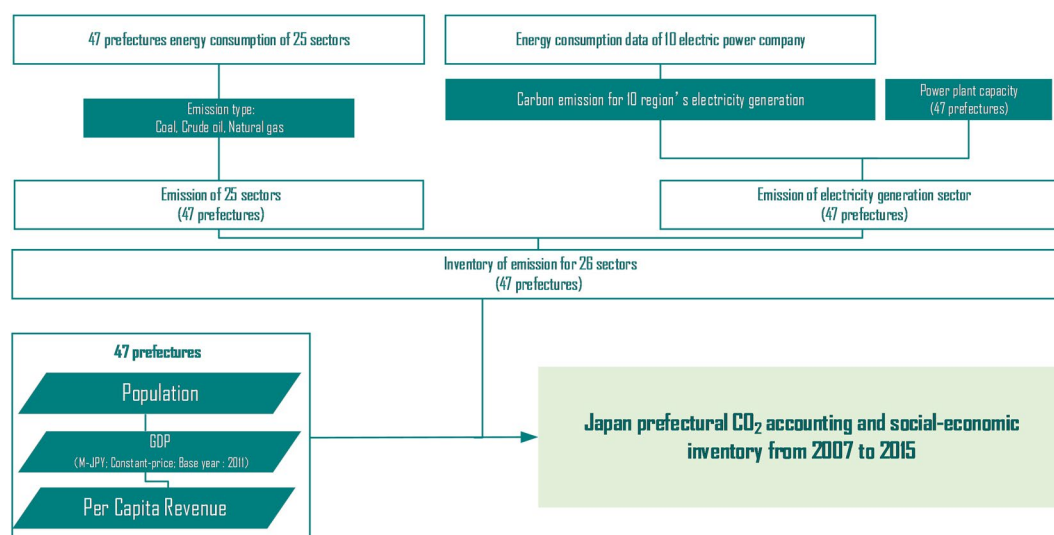 47 prefectures energy consumption of 25 sectors
Energy consumption data of 10 electric power company
Emission type:
Coal, Crude oil, Natural gas
Carbon emission for 10 region's electricity generation
Power plant capacity
(47 prefectures)
Emission of 25 sectors
(47 prefectures)
Emission of electricity generation sector
(47 prefectures)
Inventory of emission for 26 sectors
(47 prefectures)
47 prefectures
Population
GDP
(M-JPY; Constant-price; Base year : 2011)
Per Capita Revenue
Japan prefectural CO₂ accounting and social-economic
inventory from 2007 to 2015